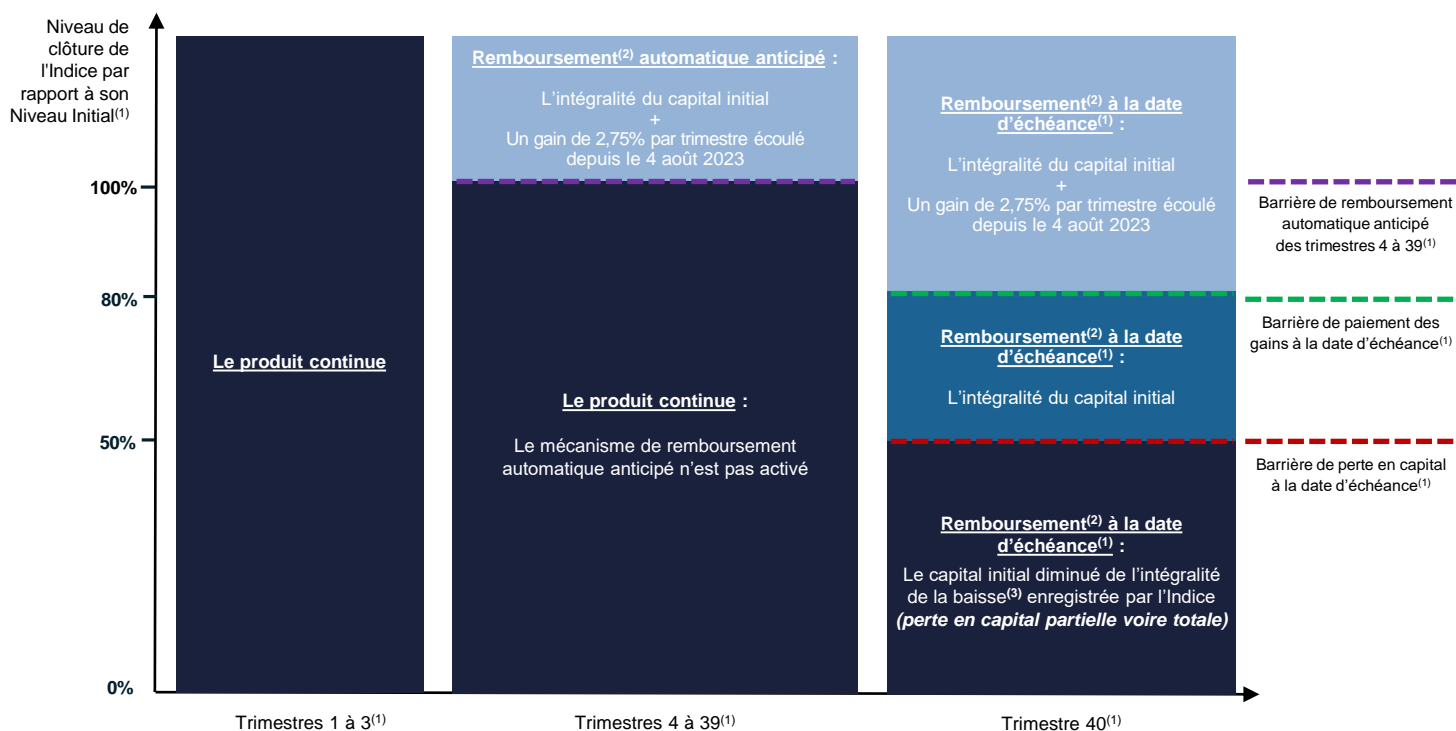 Niveau de
clôture de
l'Indice par
rapport à son
Niveau Initial(1)
100%
80%
50%
0%
Le produit continue
Remboursement(2) automatique anticipé :
L'intégralité du capital initial
+
Un gain de 2,75% par trimestre écoulé
depuis le 4 août 2023
Le produit continue :
Le mécanisme de remboursement
automatique anticipé n'est pas activé
Remboursement(2) à la date
d'échéance(1) :
L'intégralité du capital initial
+
Un gain de 2,75% par trimestre écoulé
depuis le 4 août 2023
Remboursement(2) à la date
d'échéance(1) :
L'intégralité du capital initial
Remboursement(2) à la date
d'échéance(1) :
Le capital initial diminué de l'intégralité
de la baisse(3) enregistrée par l'Indice
(perte en capital partielle voire totale)
Barrière de remboursement
automatique anticipé
des trimestres 4 à 39(1)
Barrière de paiement des
gains à la date d'échéance(1)
Barrière de perte en capital
à la date d'échéance(1)
Trimestres 1 à 3(1)
Trimestres 4 à 39(1)
Trimestre 40(1)